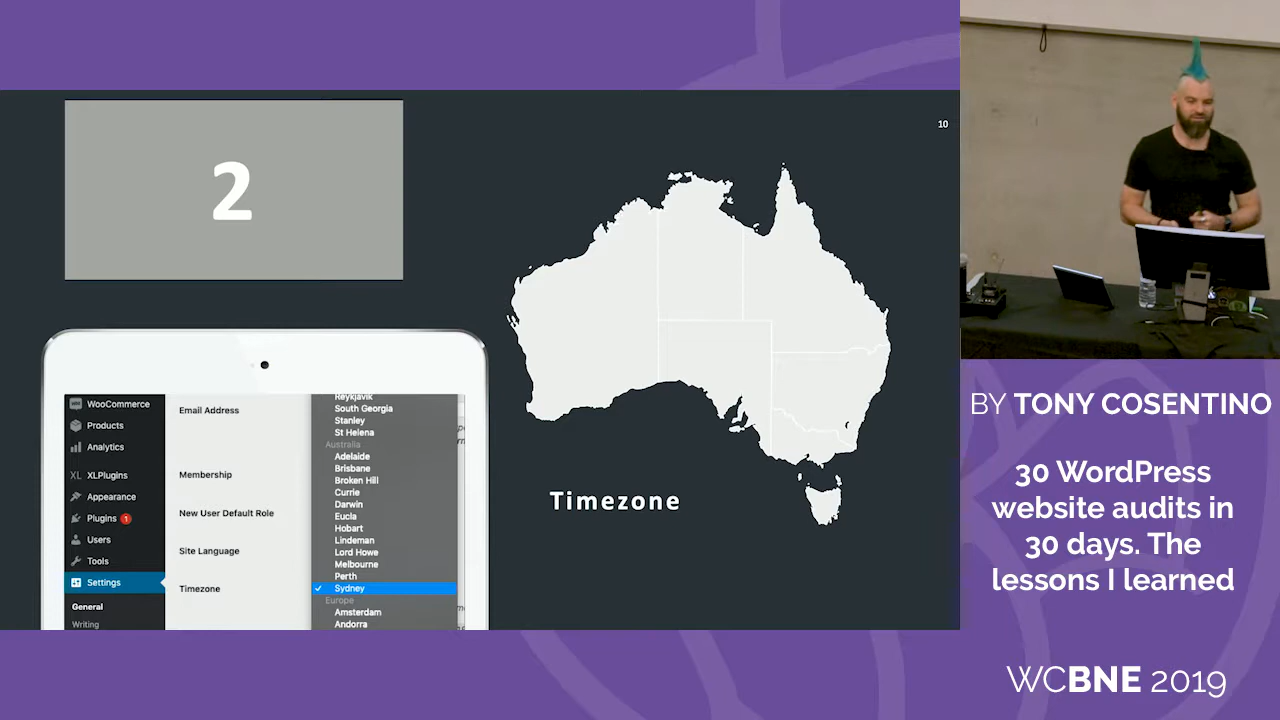 2
10
WooCommerce
Products
Analytics
XLPlugins
Appearance
Plugins 1
Users
Tools
Settings
General
Writing
Email Address
Membership
New User Default Role
Site Language
Timezone
Reykjavik
South Georgia
Stanley
St Helena
Australia
Adelaide
Brisbane
Broken Hill
Currie
Darwin
Eucla
Hobart
Lindeman
Lord Howe
Melbourne
Perth
Sydney
Europe
Amsterdam
Andorra
Timezone
BY TONY COSENTINO
30 WordPress
website audits in
30 days. The
lessons I learned
WCBNE 2019